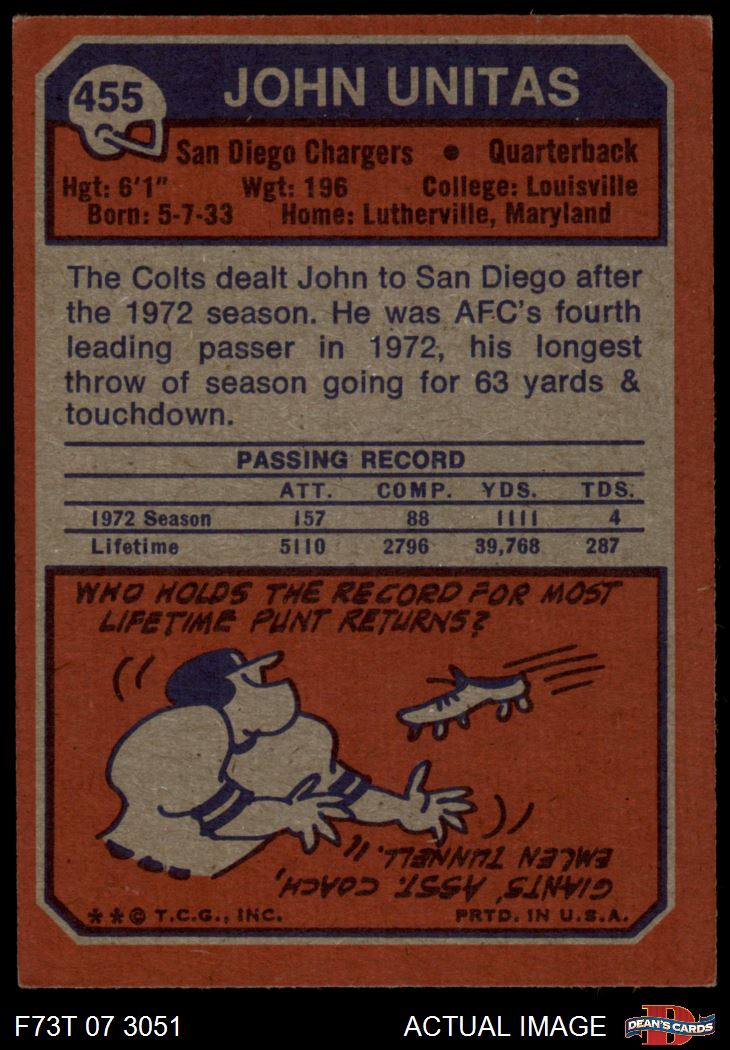 455
JOHN UNITAS
San Diego Chargers • Quarterback
Hgt: 6'1" Wgt: 196 College: Louisville
Born: 5-7-33 Home: Lutherville, Maryland
The Colts dealt John to San Diego after
the 1972 season. He was AFC's fourth
leading passer in 1972, his longest
throw of season going for 63 yards &
touchdown.
PASSING RECORD
ATT. COMP. YDS. TDS.
1972 Season 157 88 1111 4
Lifetime 5110 2796 39,768 287
WHO HOLDS THE RECORD FOR MOST
LIFETIME PUNT RETURNS?
GIANTS' ASST. COACH,
EMLEN TUNNELL.
**© T.C.G., INC. PRTD. IN U.S.A.
F73T 07 3051 ACTUAL IMAGE D DEAN'S CARDS